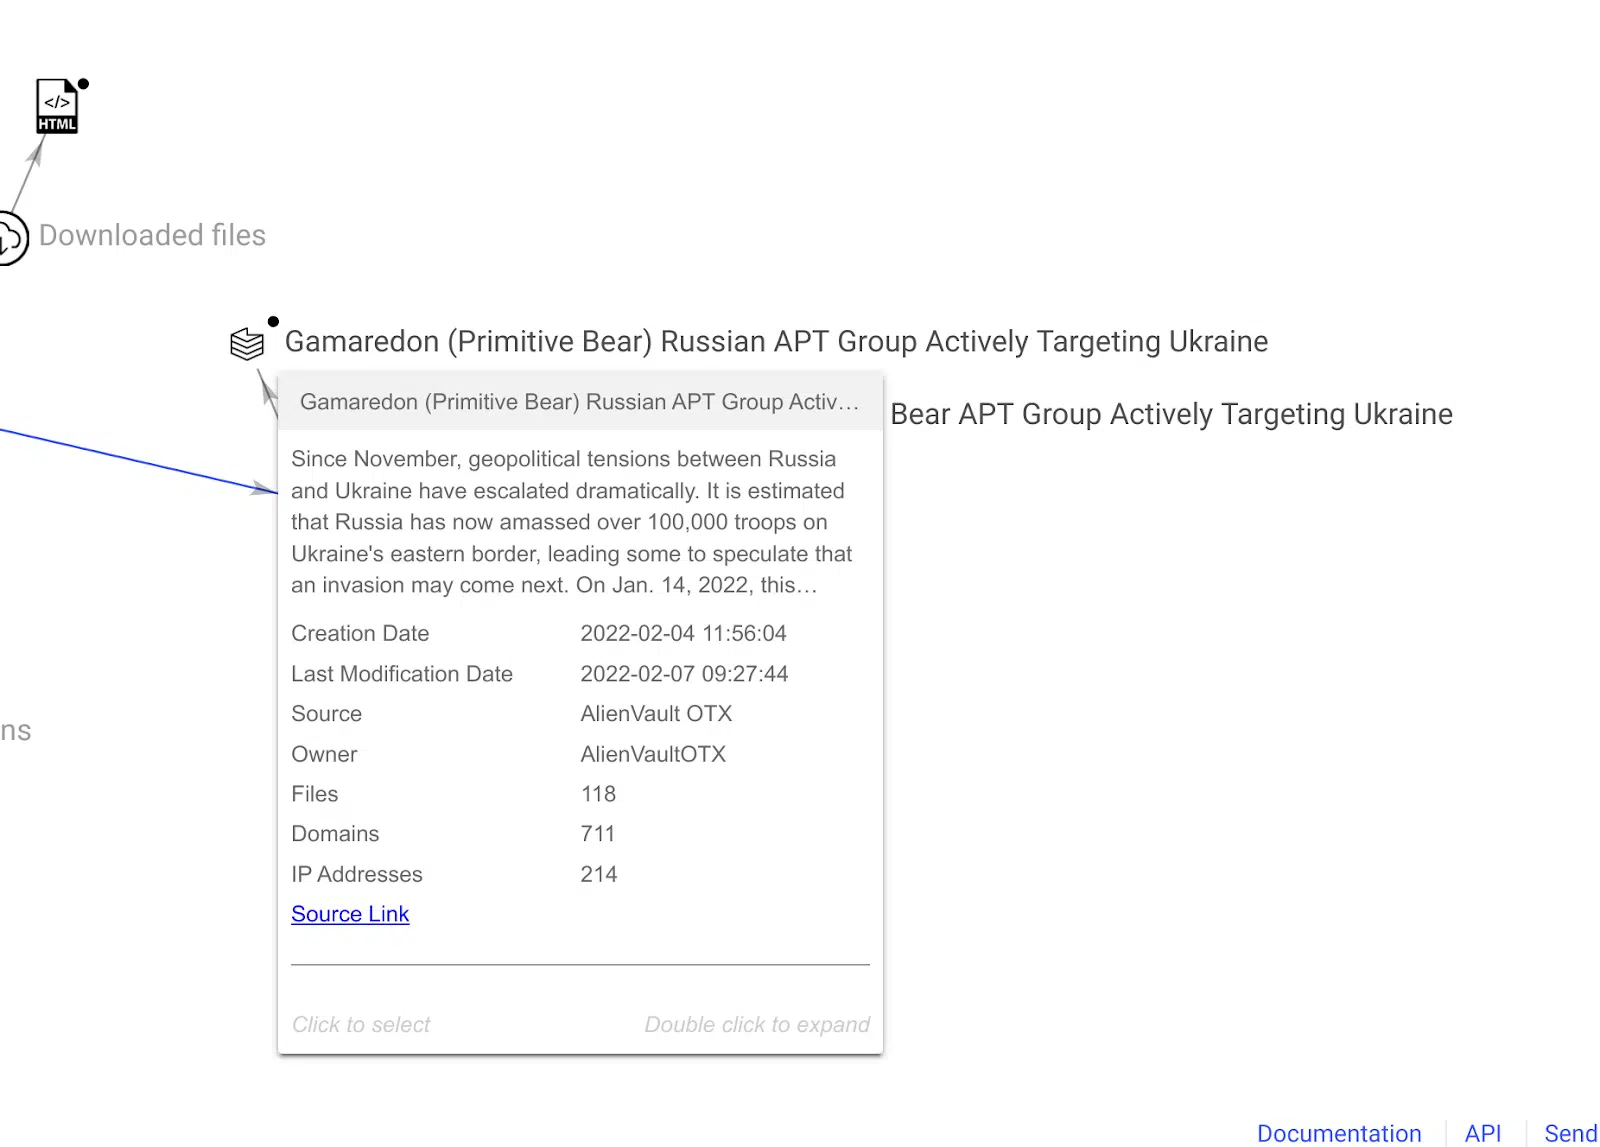 </>
HTML
Downloaded files
Gamaredon (Primitive Bear) Russian APT Group Actively Targeting Ukraine
Gamaredon (Primitive Bear) Russian APT Group Activ…
Bear APT Group Actively Targeting Ukraine
Since November, geopolitical tensions between Russia
and Ukraine have escalated dramatically. It is estimated
that Russia has now amassed over 100,000 troops on
Ukraine's eastern border, leading some to speculate that
an invasion may come next. On Jan. 14, 2022, this…
Creation Date 2022-02-04 11:56:04
Last Modification Date 2022-02-07 09:27:44
Source AlienVault OTX
ns
Owner AlienVaultOTX
Files 118
Domains 711
IP Addresses 214
Source Link
Click to select Double click to expand
Documentation API Send